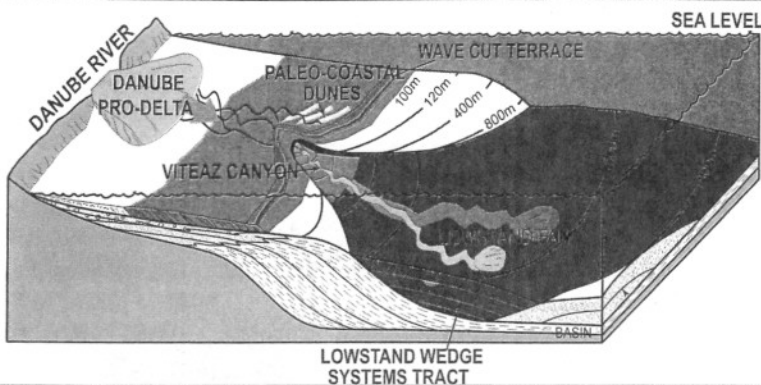 SEA LEVEL
WAVE CUT TERRACE
DANUBE RIVER
DANUBE
PRO-DELTA
PALEO-COASTAL
DUNES
100m
120m
400m
800m
VITEAZ CANYON
BASIN
LOWSTAND WEDGE
SYSTEMS TRACT